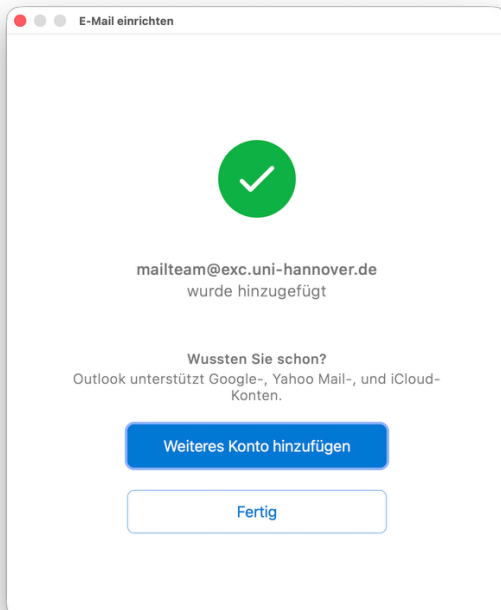 E-Mail einrichten
mailteam@exc.uni-hannover.de
wurde hinzugefügt
Wussten Sie schon?
Outlook unterstützt Google-, Yahoo Mail-, und iCloud-
Konten.
Weiteres Konto hinzufügen
Fertig